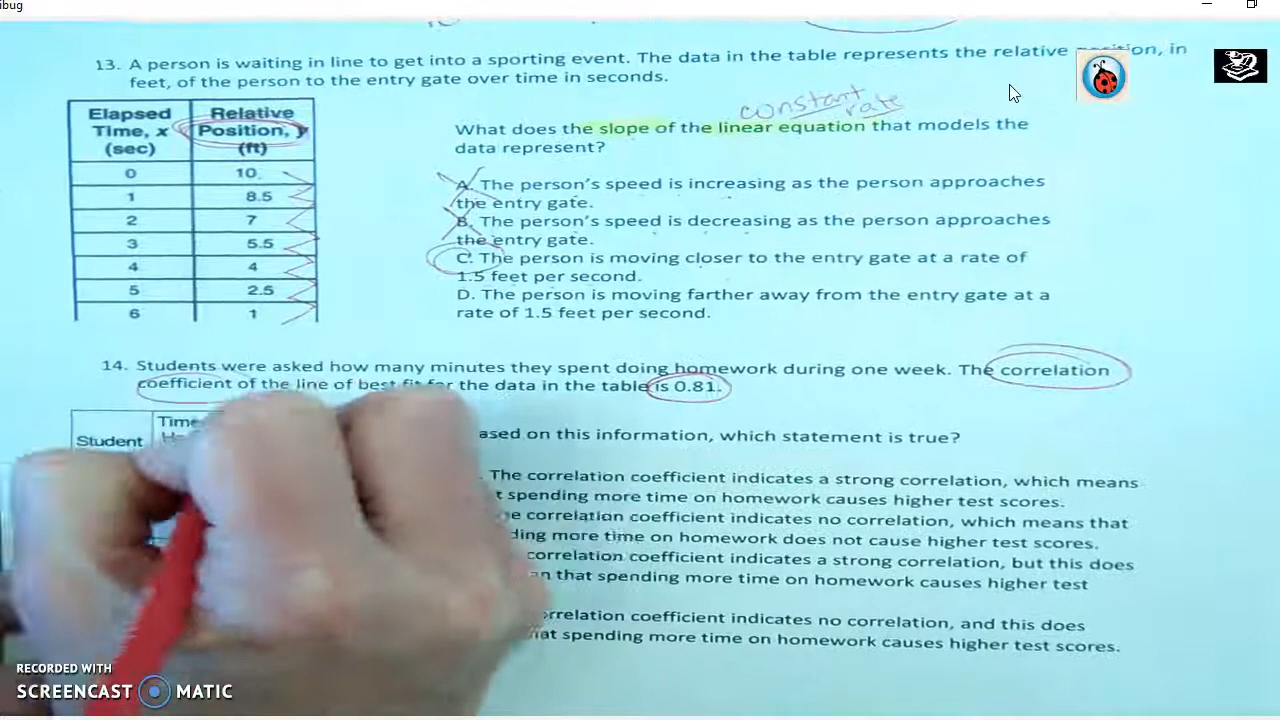 ibug
13. A person is waiting in line to get into a sporting event. The data in the table represents the relative position, in
feet, of the person to the entry gate over time in seconds.
Elapsed Time, x (sec) Relative Position, y (ft)
0 10
1 8.5
2 7
3 5.5
4 4
5 2.5
6 1
constant rate
What does the slope of the linear equation that models the
data represent?
A. The person's speed is increasing as the person approaches
the entry gate.
B. The person's speed is decreasing as the person approaches
the entry gate.
C. The person is moving closer to the entry gate at a rate of
1.5 feet per second.
D. The person is moving farther away from the entry gate at a
rate of 1.5 feet per second.
14. Students were asked how many minutes they spent doing homework during one week. The correlation
coefficient of the line of best fit for the data in the table is 0.81.
Student Time
ased on this information, which statement is true?
The correlation coefficient indicates a strong correlation, which means
t spending more time on homework causes higher test scores.
e correlation coefficient indicates no correlation, which means that
ding more time on homework does not cause higher test scores.
correlation coefficient indicates a strong correlation, but this does
an that spending more time on homework causes higher test
rrelation coefficient indicates no correlation, and this does
hat spending more time on homework causes higher test scores.
RECORDED WITH
SCREENCAST MATIC